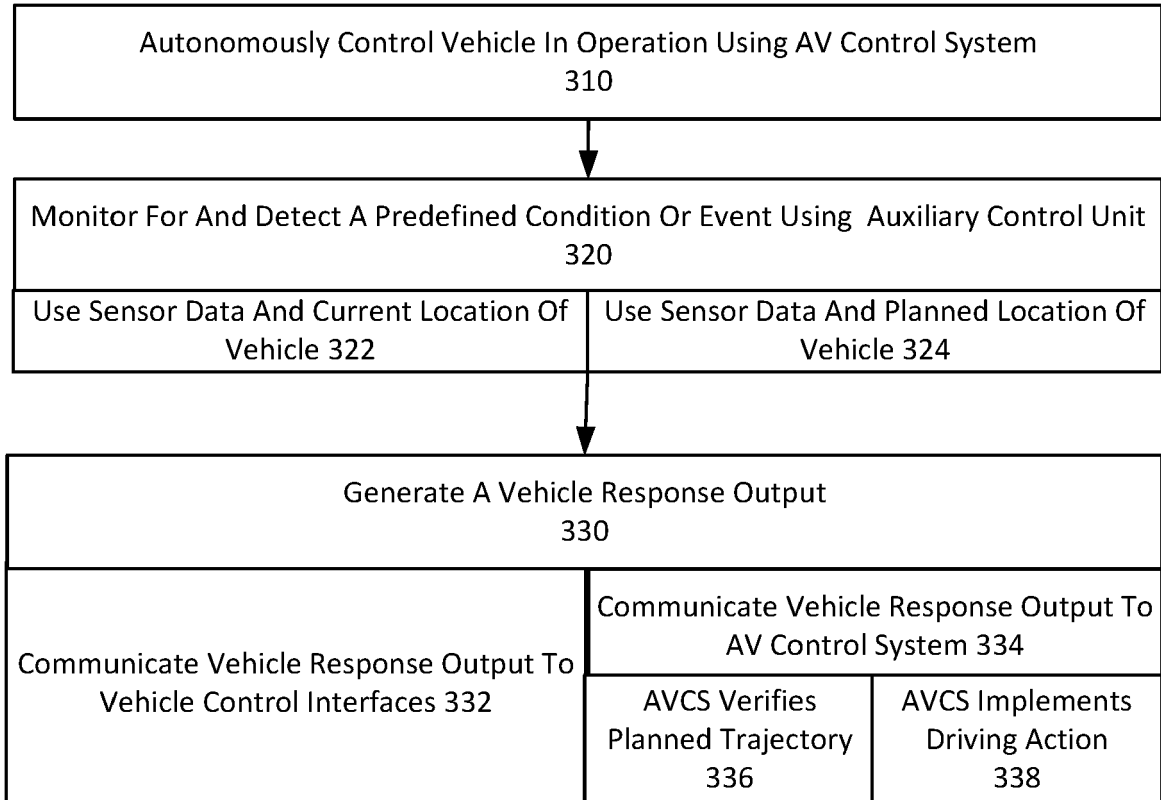 Autonomously Control Vehicle In Operation Using AV Control System
310
Monitor For And Detect A Predefined Condition Or Event Using Auxiliary Control Unit
320
Use Sensor Data And Current Location Of
Vehicle 322
Use Sensor Data And Planned Location Of
Vehicle 324
Generate A Vehicle Response Output
330
Communicate Vehicle Response Output To
Vehicle Control Interfaces 332
Communicate Vehicle Response Output To
AV Control System 334
AVCS Verifies
Planned Trajectory
336
AVCS Implements
Driving Action
338